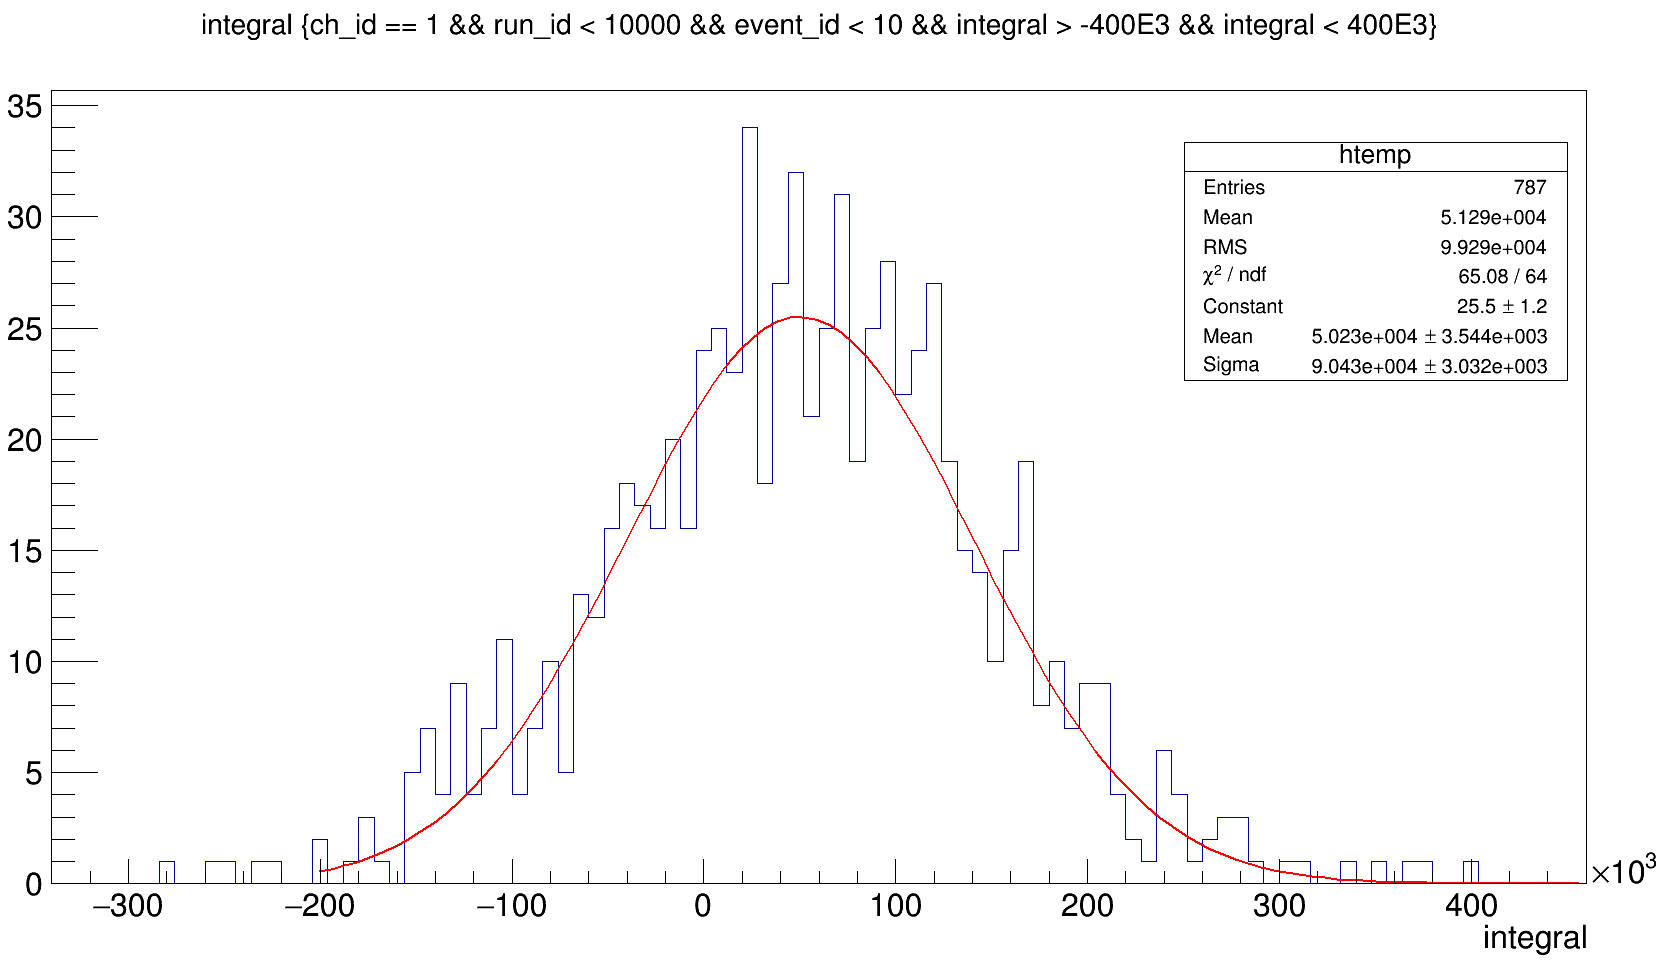 integral {ch_id == 1 && run_id < 10000 && event_id < 10 && integral > -400E3 && integral < 400E3}
35
30
25
20
15
10
5
0
htemp
Entries 787
Mean 5.129e+004
RMS 9.929e+004
χ² / ndf 65.08 / 64
Constant 25.5 ± 1.2
Mean 5.023e+004 ± 3.544e+003
Sigma 9.043e+004 ± 3.032e+003
−300 −200 −100 0 100 200 300 400
×10³
integral